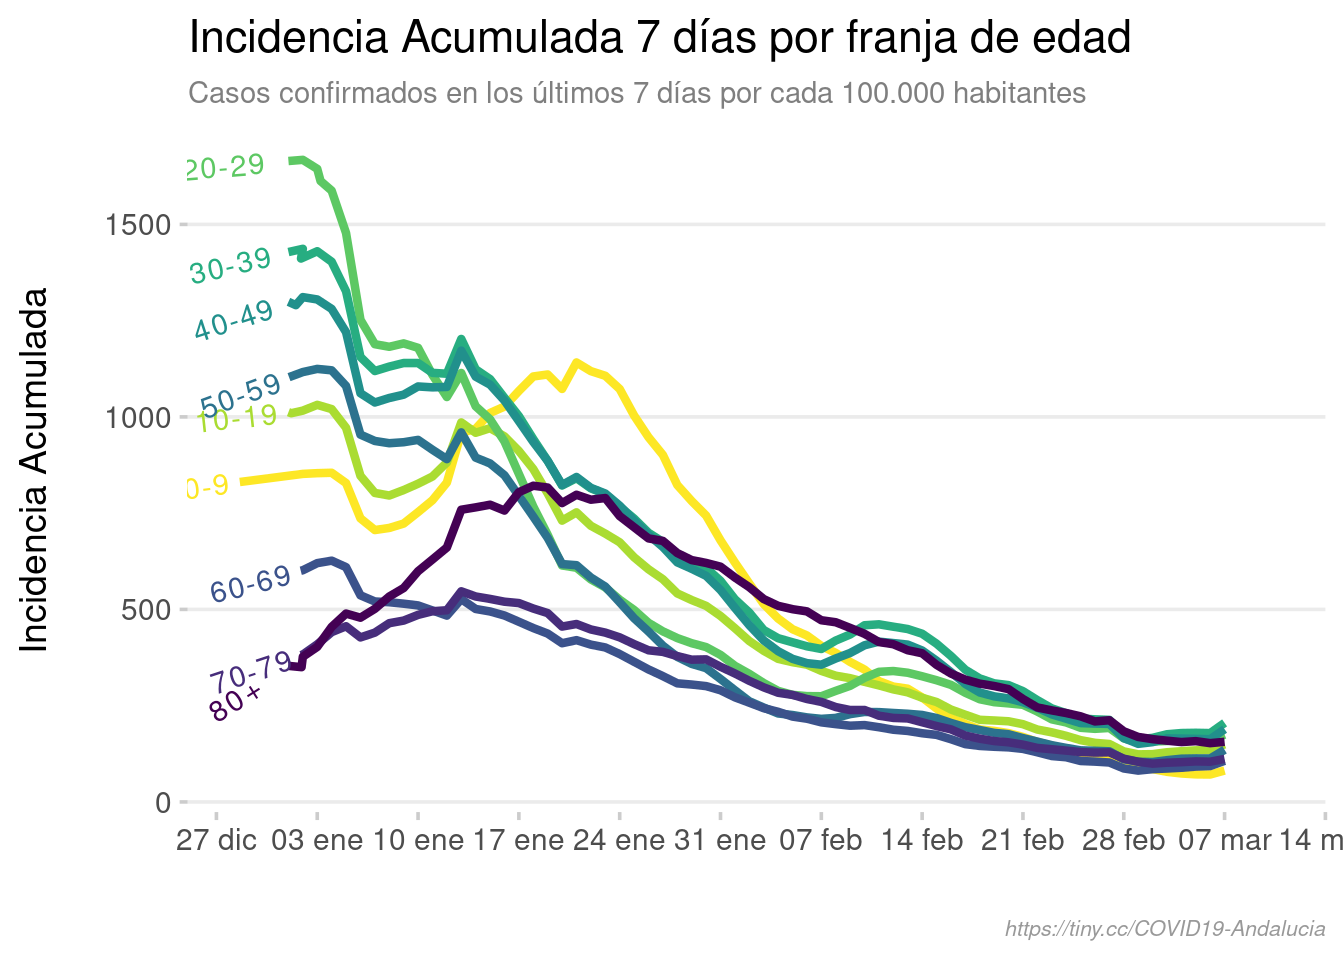 Incidencia Acumulada 7 días por franja de edad
Casos confirmados en los últimos 7 días por cada 100.000 habitantes
Incidencia Acumulada
1500
1000
500
0
20-29
30-39
40-49
50-59
10-19
0-9
60-69
70-79
80+
27 dic 03 ene 10 ene 17 ene 24 ene 31 ene 07 feb 14 feb 21 feb 28 feb 07 mar 14 m
https://tiny.cc/COVID19-Andalucia